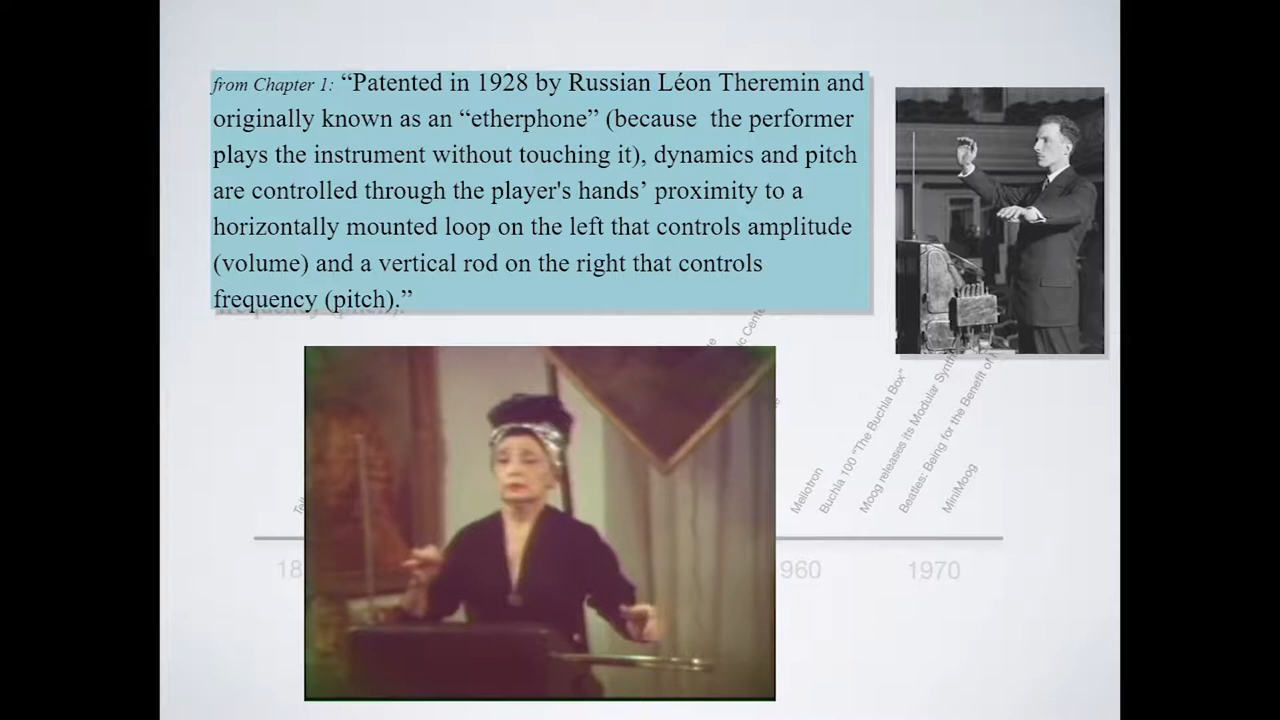 from Chapter 1: “Patented in 1928 by Russian Léon Theremin and
originally known as an “etherphone” (because  the performer
plays the instrument without touching it), dynamics and pitch
are controlled through the player's hands’ proximity to a
horizontally mounted loop on the left that controls amplitude
(volume) and a vertical rod on the right that controls
frequency (pitch).”
Mellotron
Buchla 100 "The Buchla Box"
Moog releases its Modular Synth
Beatles: Being for the Benefit of
MiniMoog
18
960
1970